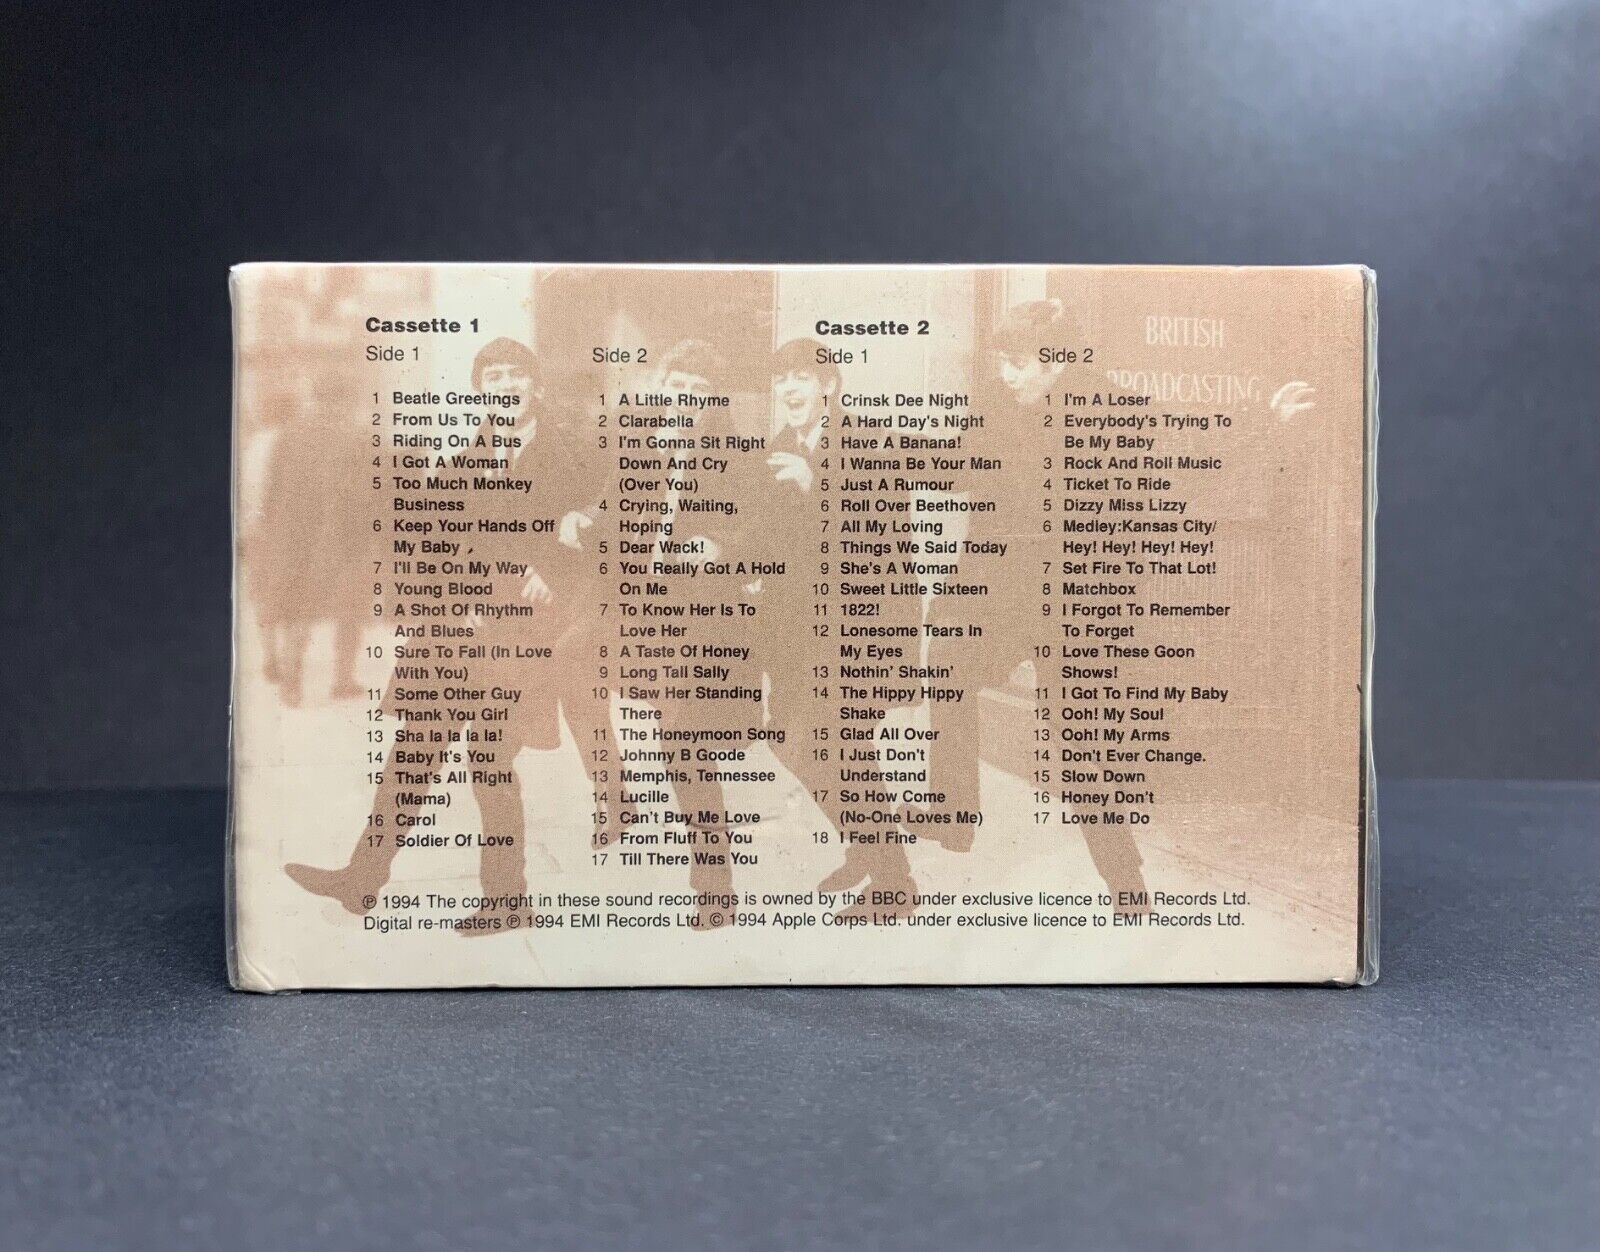 Cassette 1
Side 1
1 Beatle Greetings
2 From Us To You
3 Riding On A Bus
4 I Got A Woman
5 Too Much Monkey
Business
6 Keep Your Hands Off
My Baby
7 I'll Be On My Way
8 Young Blood
9 A Shot Of Rhythm
And Blues
10 Sure To Fall (In Love
With You)
11 Some Other Guy
12 Thank You Girl
13 Sha la la la la!
14 Baby It's You
15 That's All Right
(Mama)
16 Carol
17 Soldier Of Love
Side 2
1 A Little Rhyme
2 Clarabella
3 I'm Gonna Sit Right
Down And Cry
(Over You)
4 Crying, Waiting,
Hoping
5 Dear Wack!
6 You Really Got A Hold
On Me
7 To Know Her Is To
Love Her
8 A Taste Of Honey
9 Long Tall Sally
10 I Saw Her Standing
There
11 The Honeymoon Song
12 Johnny B Goode
13 Memphis, Tennessee
14 Lucille
15 Can't Buy Me Love
16 From Fluff To You
17 Till There Was You
Cassette 2
Side 1
1 Crinsk Dee Night
2 A Hard Day's Night
3 Have A Banana!
4 I Wanna Be Your Man
5 Just A Rumour
6 Roll Over Beethoven
7 All My Loving
8 Things We Said Today
9 She's A Woman
10 Sweet Little Sixteen
11 1822!
12 Lonesome Tears In
My Eyes
13 Nothin' Shakin'
14 The Hippy Hippy
Shake
15 Glad All Over
16 I Just Don't
Understand
17 So How Come
(No-One Loves Me)
18 I Feel Fine
Side 2
1 I'm A Loser
2 Everybody's Trying To
Be My Baby
3 Rock And Roll Music
4 Ticket To Ride
5 Dizzy Miss Lizzy
6 Medley:Kansas City/
Hey! Hey! Hey! Hey!
7 Set Fire To That Lot!
8 Matchbox
9 I Forgot To Remember
To Forget
10 Love These Goon
Shows!
11 I Got To Find My Baby
12 Ooh! My Soul
13 Ooh! My Arms
14 Don't Ever Change.
15 Slow Down
16 Honey Don't
17 Love Me Do
BRITISH
BROADCASTING
℗ 1994 The copyright in these sound recordings is owned by the BBC under exclusive licence to EMI Records Ltd.
Digital re-masters ℗ 1994 EMI Records Ltd. © 1994 Apple Corps Ltd. under exclusive licence to EMI Records Ltd.